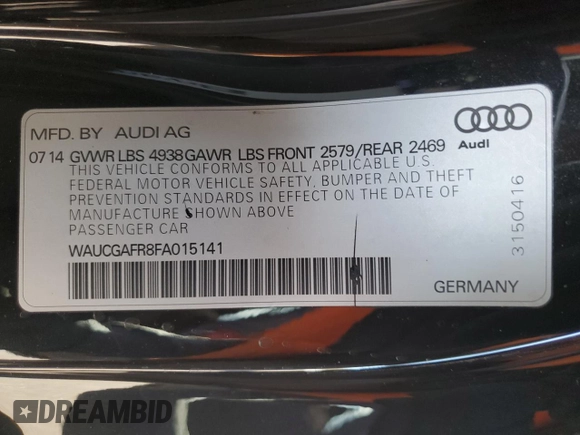 MFD. BY AUDI AG
07 14 GVWR LBS 4938 GAWR LBS FRONT 2579/REAR 2469
Audi
THIS VEHICLE CONFORMS TO ALL APPLICABLE U.S.
FEDERAL MOTOR VEHICLE SAFETY, BUMPER AND THEFT
PREVENTION STANDARDS IN EFFECT ON THE DATE OF
MANUFACTURE SHOWN ABOVE
PASSENGER CAR
WAUCGAFR8FA015141
3150416
GERMANY
DREAMBID